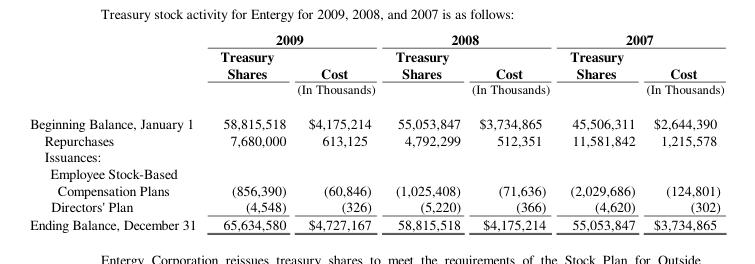 Treasury stock activity for Entergy for 2009, 2008, and 2007 is as follows:
2009 2008 2007
Treasury Treasury Treasury
Shares Cost Shares Cost Shares Cost
(In Thousands) (In Thousands) (In Thousands)
Beginning Balance, January 1 58,815,518 $4,175,214 55,053,847 $3,734,865 45,506,311 $2,644,390
Repurchases 7,680,000 613,125 4,792,299 512,351 11,581,842 1,215,578
Issuances:
Employee Stock-Based
Compensation Plans (856,390) (60,846) (1,025,408) (71,636) (2,029,686) (124,801)
Directors' Plan (4,548) (326) (5,220) (366) (4,620) (302)
Ending Balance, December 31 65,634,580 $4,727,167 58,815,518 $4,175,214 55,053,847 $3,734,865
Entergy Corporation reissues treasury shares to meet the requirements of the Stock Plan for Outside